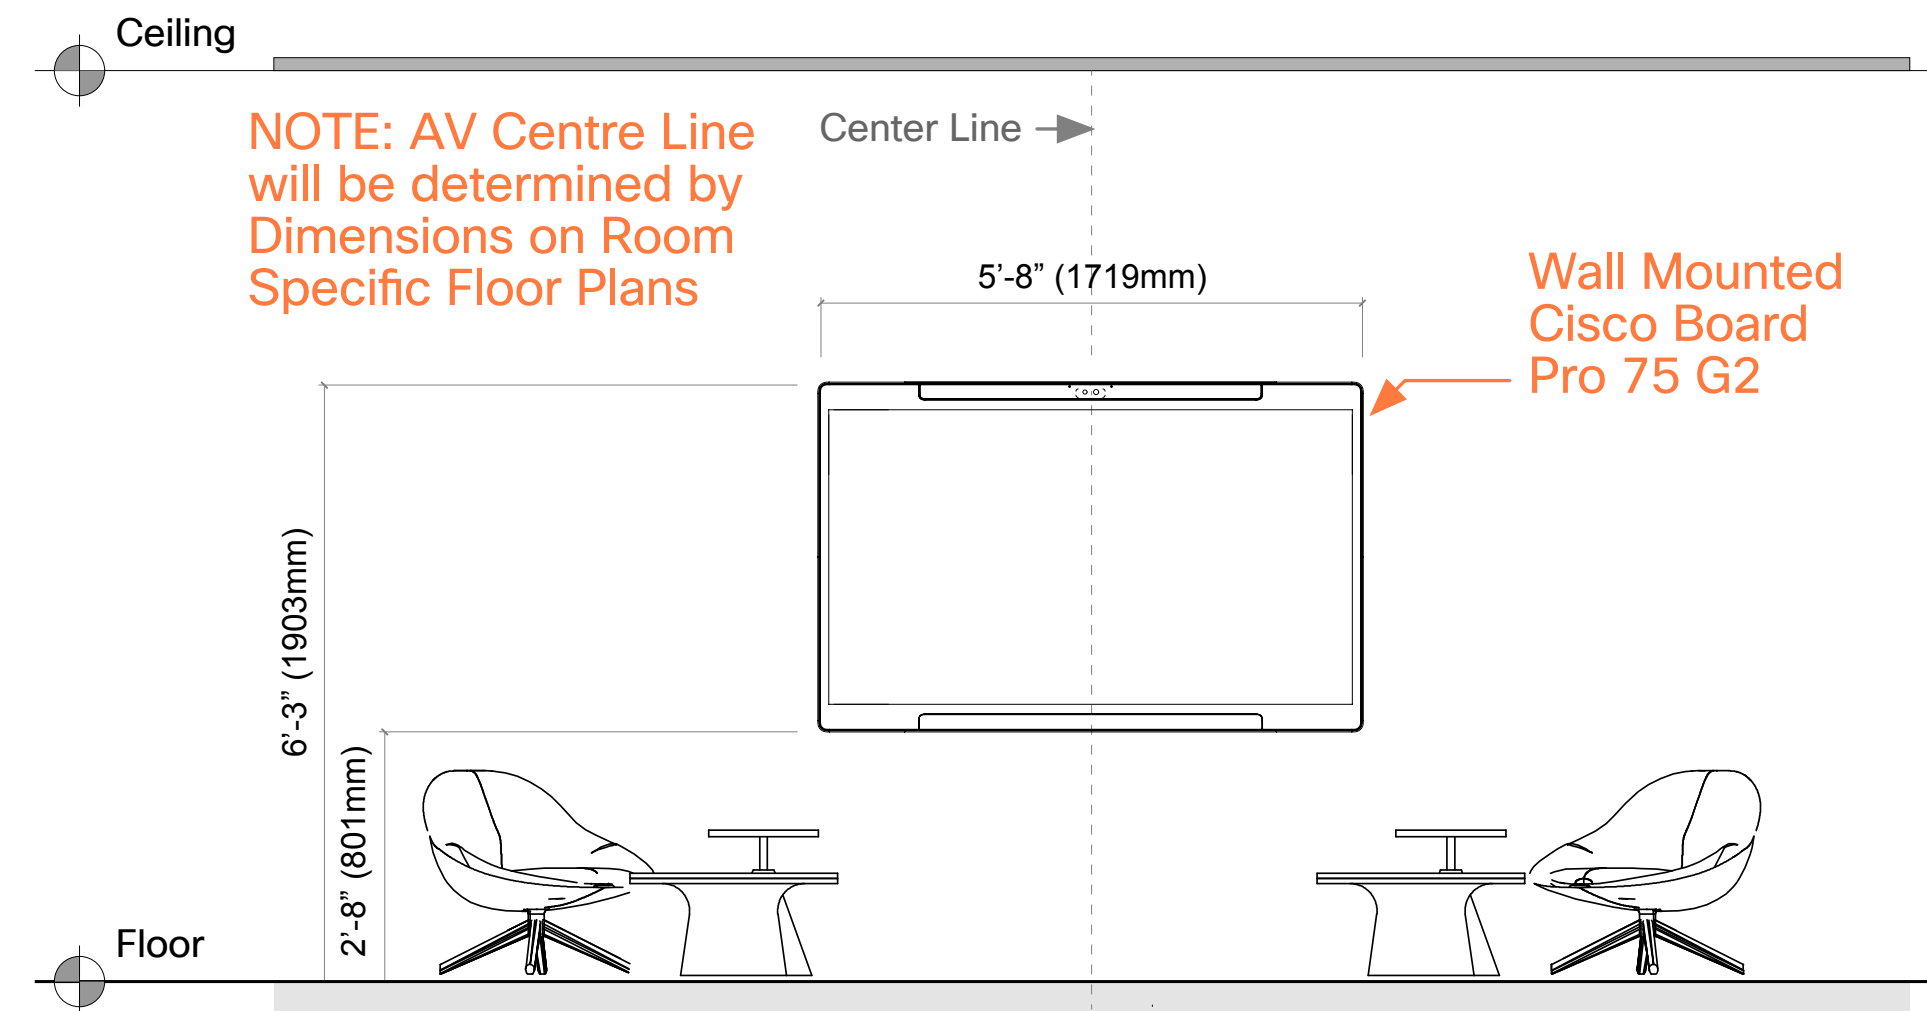 Ceiling
NOTE: AV Centre Line
will be determined by
Dimensions on Room
Specific Floor Plans
Center Line
5’-8” (1719mm)
Wall Mounted
Cisco Board
Pro 75 G2
6’-3” (1903mm)
2’-8” (801mm)
Floor